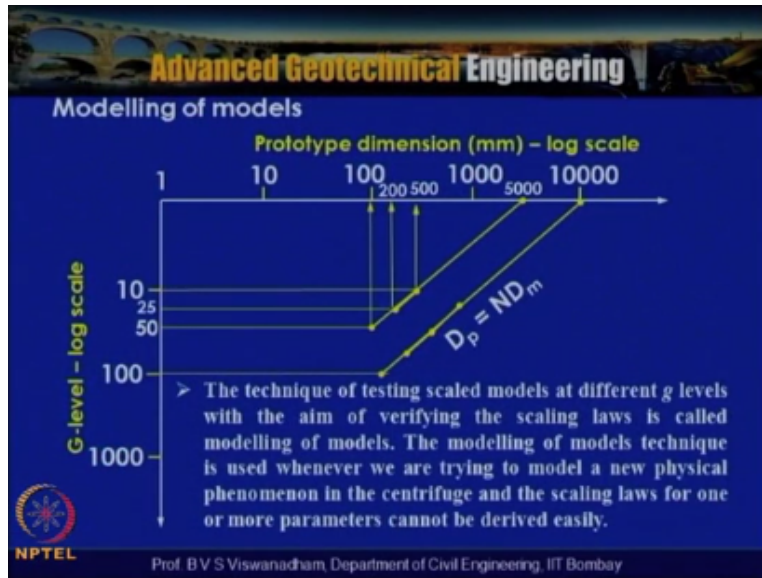 Advanced Geotechnical Engineering
Modelling of models
Prototype dimension (mm) – log scale
1 10 100 200 500 1000 5000 10000
G-level – log scale
10
25
50
100
1000
Dp = NDm
➢ The technique of testing scaled models at different g levels
with the aim of verifying the scaling laws is called
modelling of models. The modelling of models technique
is used whenever we are trying to model a new physical
phenomenon in the centrifuge and the scaling laws for one
or more parameters cannot be derived easily.
NPTEL
Prof. B V S Viswanadham, Department of Civil Engineering, IIT Bombay